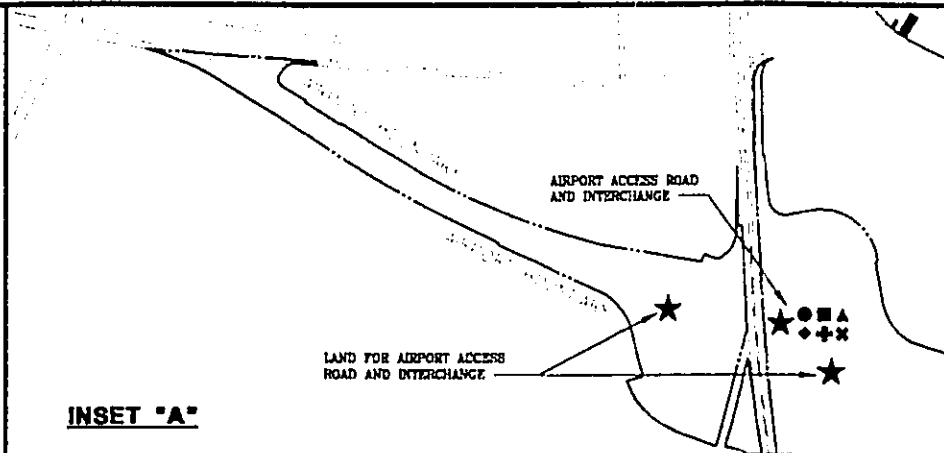 AIRPORT ACCESS ROAD
AND INTERCHANGE
LAND FOR AIRPORT ACCESS
ROAD AND INTERCHANGE
INSET "A"